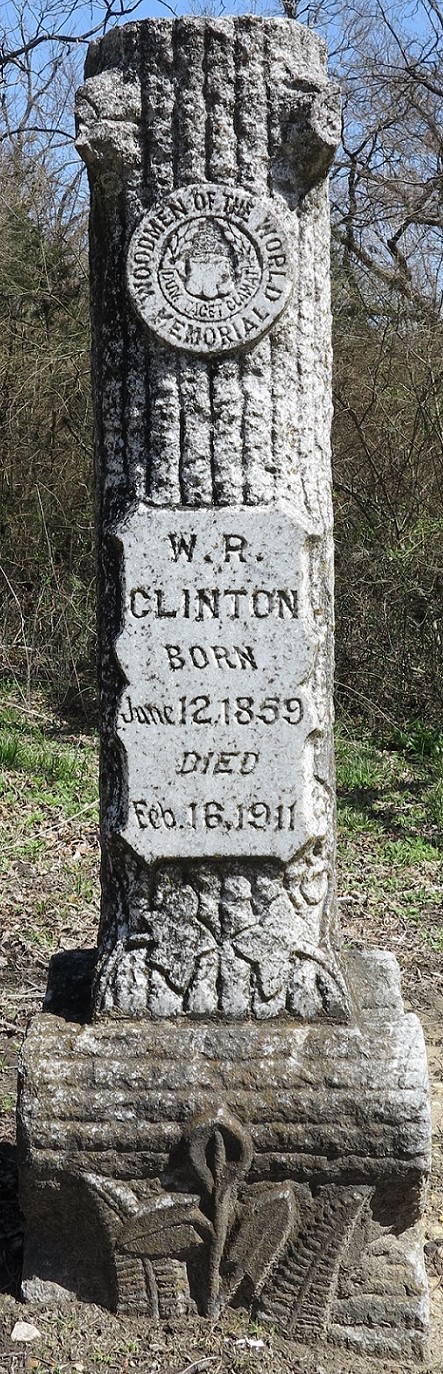 WOODMEN OF THE WORLD
DUM TACET CLAMAT
MEMORIAL
W. R.
CLINTON
BORN
June 12, 1859
DIED
Feb. 16, 1911